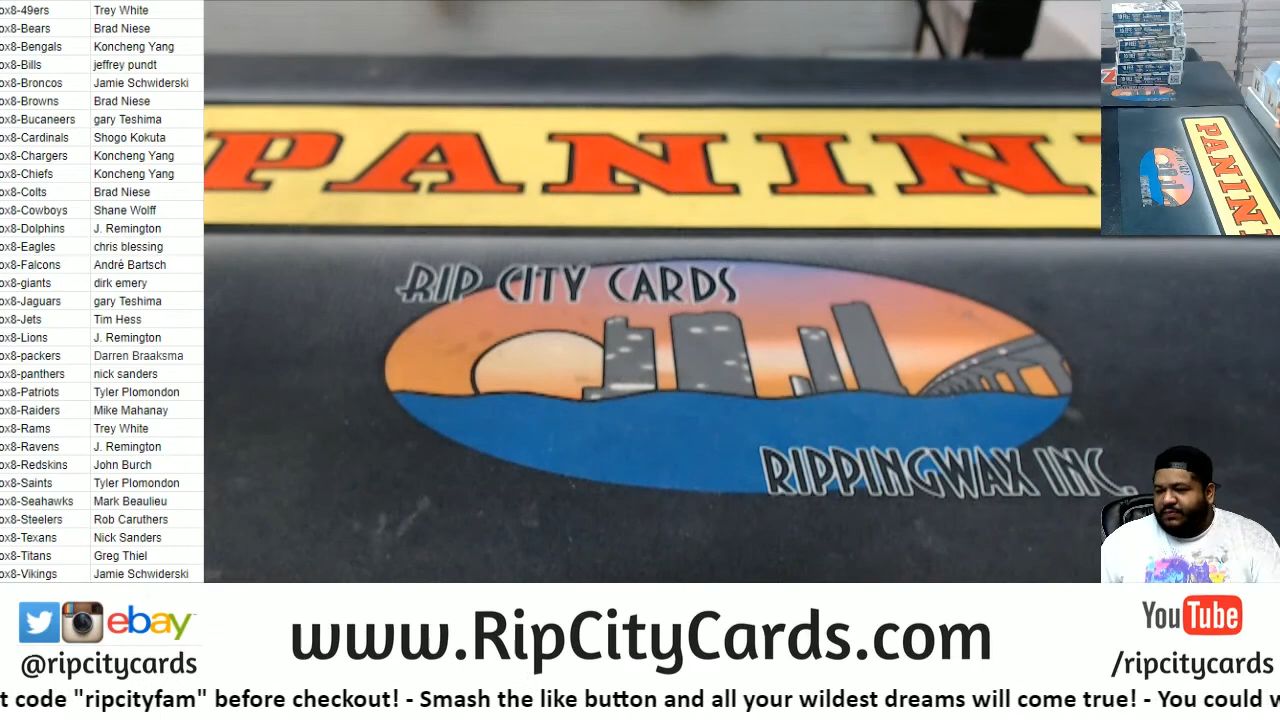 ox8-49ers Trey White
ox8-Bears Brad Niese
ox8-Bengals Koncheng Yang
ox8-Bills jeffrey pundt
ox8-Broncos Jamie Schwiderski
ox8-Browns Brad Niese
ox8-Bucaneers gary Teshima
ox8-Cardinals Shogo Kokuta
ox8-Chargers Koncheng Yang
ox8-Chiefs Koncheng Yang
ox8-Colts Brad Niese
ox8-Cowboys Shane Wolff
ox8-Dolphins J. Remington
ox8-Eagles chris blessing
ox8-Falcons André Bartsch
ox8-giants dirk emery
ox8-Jaguars gary Teshima
ox8-Jets Tim Hess
ox8-Lions J. Remington
ox8-packers Darren Braaksma
ox8-panthers nick sanders
ox8-Patriots Tyler Plomondon
ox8-Raiders Mike Mahanay
ox8-Rams Trey White
ox8-Ravens J. Remington
ox8-Redskins John Burch
ox8-Saints Tyler Plomondon
ox8-Seahawks Mark Beaulieu
ox8-Steelers Rob Caruthers
ox8-Texans Nick Sanders
ox8-Titans Greg Thiel
ox8-Vikings Jamie Schwiderski
PANIN
RIP CITY CARDS
RIPPINGWAX INC.
PANIN
ebay
@ripcitycards
www.RipCityCards.com
YouTube
/ripcitycards
t code "ripcityfam" before checkout! - Smash the like button and all your wildest dreams will come true! - You could w